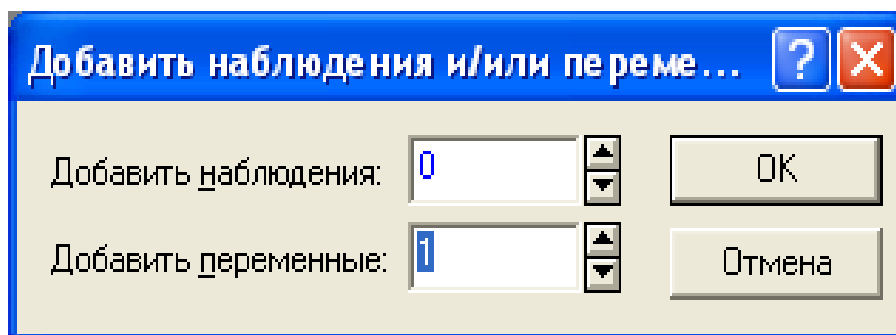 Добавить наблюдения и/или переме...
Добавить наблюдения: 0 OK
Добавить переменные: 1 Отмена